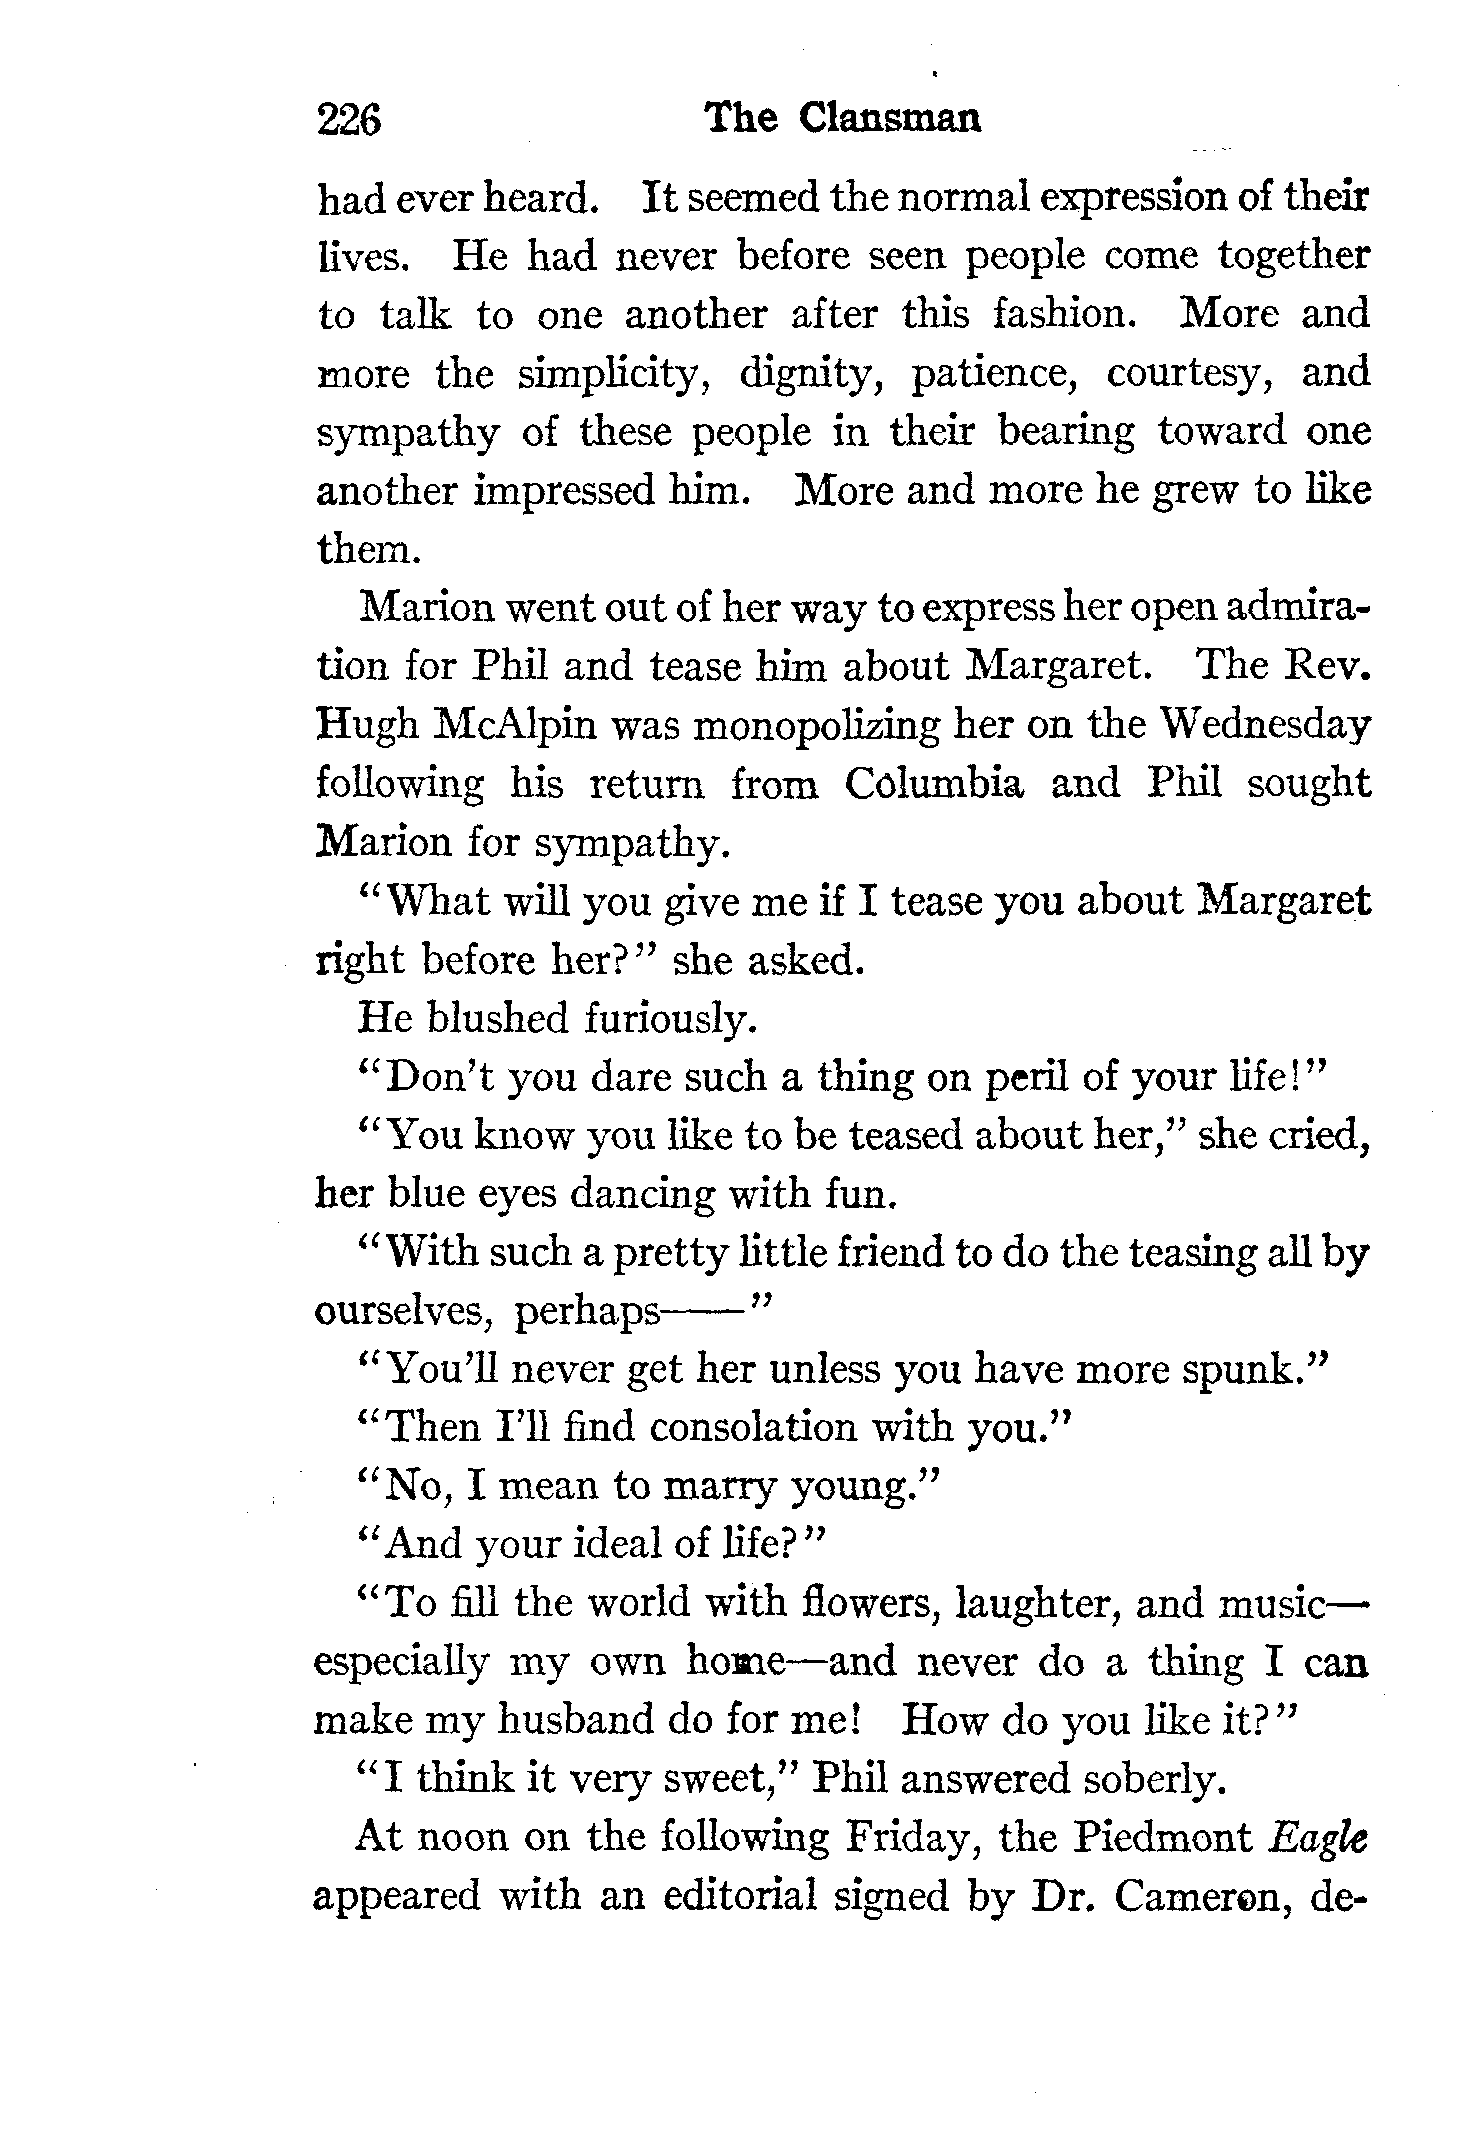 226 The Clansman
had ever heard. It seemed the normal expression of their
lives. He had never before seen people come together
to talk to one another after this fashion. More and
more the simplicity, dignity, patience, courtesy, and
sympathy of these people in their bearing toward one
another impressed him. More and more he grew to like
them.
Marion went out of her way to express her open admira-
tion for Phil and tease him about Margaret. The Rev.
Hugh McAlpin was monopolizing her on the Wednesday
following his return from Columbia and Phil sought
Marion for sympathy.
"What will you give me if I tease you about Margaret
right before her?" she asked.
He blushed furiously.
"Don't you dare such a thing on peril of your life!"
"You know you like to be teased about her," she cried,
her blue eyes dancing with fun.
"With such a pretty little friend to do the teasing all by
ourselves, perhaps——"
"You'll never get her unless you have more spunk."
"Then I'll find consolation with you."
"No, I mean to marry young."
"And your ideal of life?"
"To fill the world with flowers, laughter, and music—
especially my own home—and never do a thing I can
make my husband do for me! How do you like it?"
"I think it very sweet," Phil answered soberly.
At noon on the following Friday, the Piedmont Eagle
appeared with an editorial signed by Dr. Cameron, de-